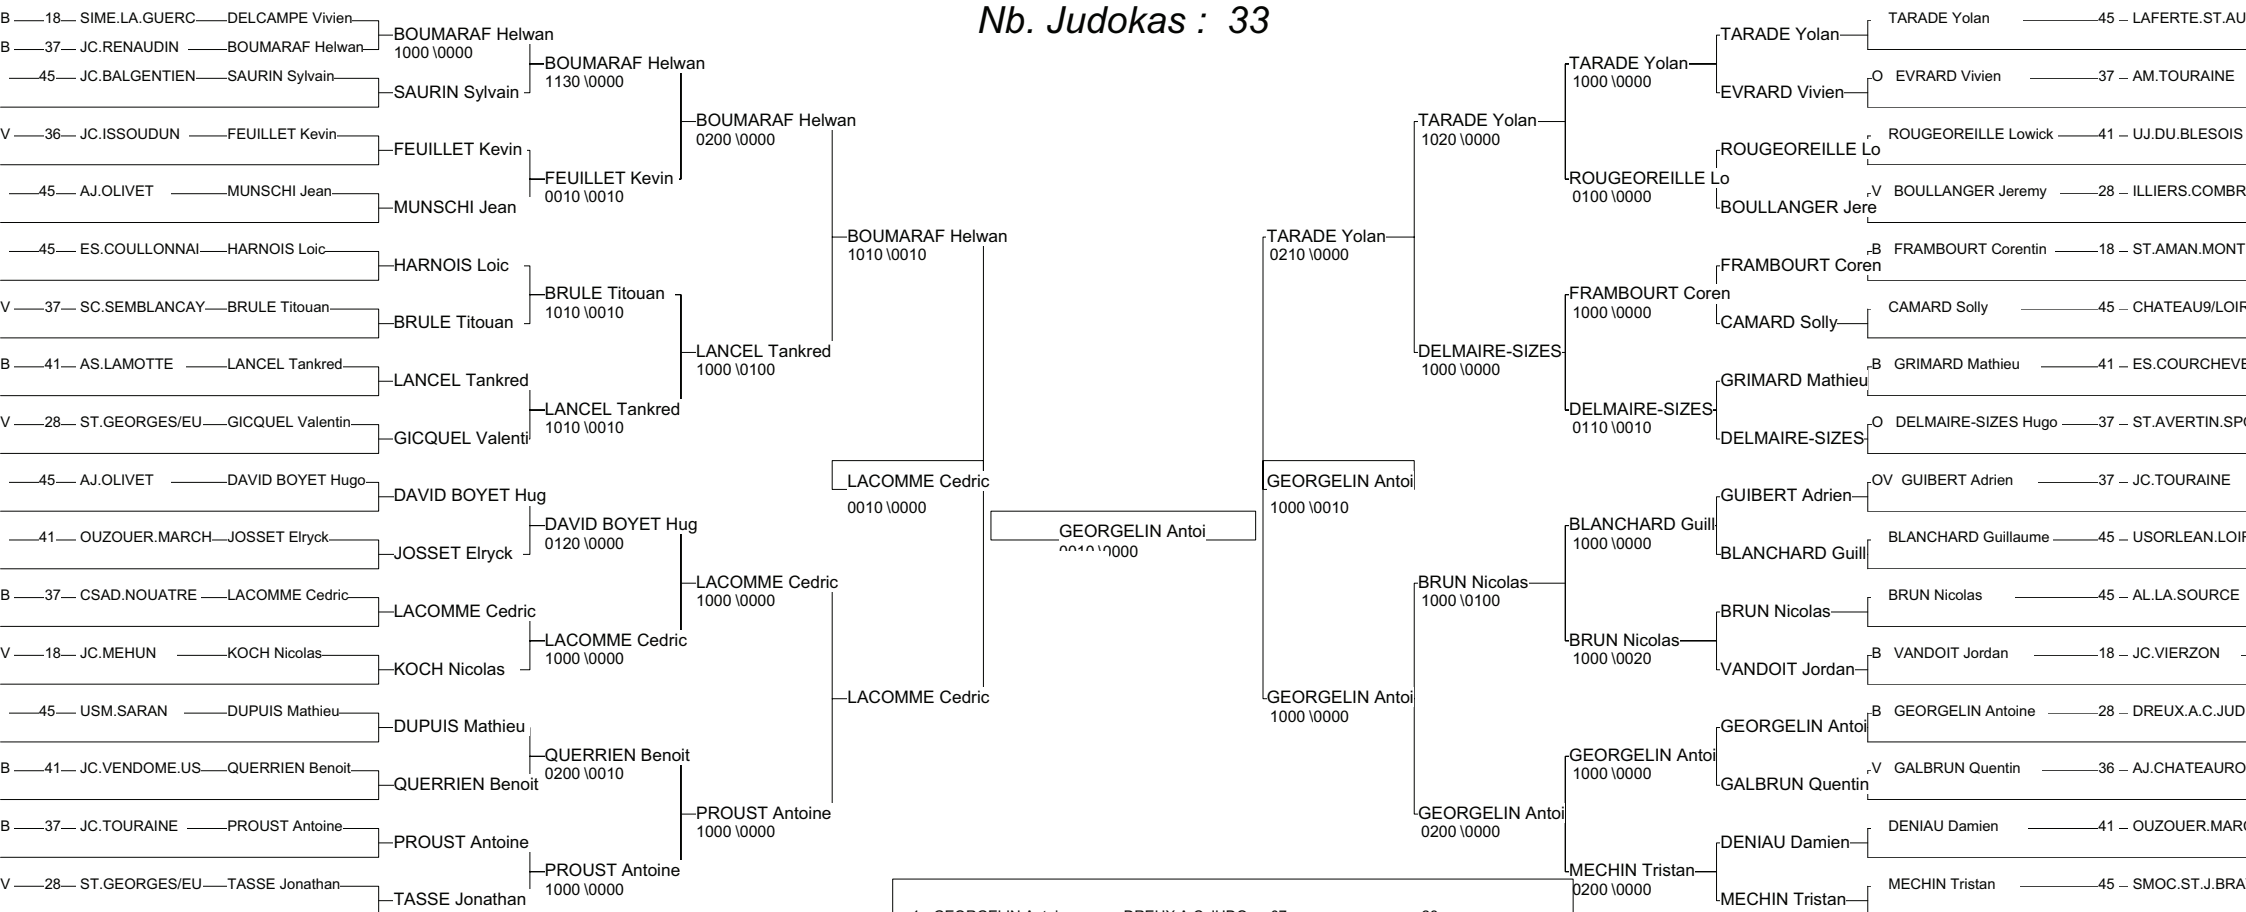 Nb. Judokas : 33
B 18 SIME.LA.GUERC DELCAMPE Vivien
B 37 JC.RENAUDIN BOUMARAF Helwan
45 JC.BALGENTIEN SAURIN Sylvain
V 36 JC.ISSOUDUN FEUILLET Kevin
45 AJ.OLIVET MUNSCHI Jean
45 ES.COULLONNAI HARNOIS Loic
V 37 SC.SEMBLANCAY BRULE Titouan
B 41 AS.LAMOTTE LANCEL Tankred
V 28 ST.GEORGES/EU GICQUEL Valentin
45 AJ.OLIVET DAVID BOYET Hugo
41 OUZOUER.MARCH JOSSET Elryck
B 37 CSAD.NOUATRE LACOMME Cedric
V 18 JC.MEHUN KOCH Nicolas
45 USM.SARAN DUPUIS Mathieu
B 41 JC.VENDOME.US QUERRIEN Benoit
B 37 JC.TOURAINE PROUST Antoine
V 28 ST.GEORGES/EU TASSE Jonathan
BOUMARAF Helwan
1000 \0000
SAURIN Sylvain
FEUILLET Kevin
MUNSCHI Jean
HARNOIS Loic
BRULE Titouan
LANCEL Tankred
GICQUEL Valenti
DAVID BOYET Hug
JOSSET Elryck
LACOMME Cedric
KOCH Nicolas
DUPUIS Mathieu
QUERRIEN Benoit
PROUST Antoine
TASSE Jonathan
BOUMARAF Helwan
1130 \0000
FEUILLET Kevin
0010 \0010
BRULE Titouan
1010 \0010
LANCEL Tankred
1010 \0010
DAVID BOYET Hug
0120 \0000
LACOMME Cedric
1000 \0000
QUERRIEN Benoit
0200 \0010
PROUST Antoine
1000 \0000
BOUMARAF Helwan
0200 \0000
LANCEL Tankred
1000 \0100
LACOMME Cedric
1000 \0000
PROUST Antoine
1000 \0000
BOUMARAF Helwan
1010 \0010
LACOMME Cedric
0010 \0000
LACOMME Cedric
GEORGELIN Antoi
0010 \0000
TARADE Yolan
0210 \0000
GEORGELIN Antoi
1000 \0010
GEORGELIN Antoi
1000 \0000
TARADE Yolan
1020 \0000
DELMAIRE-SIZES
1000 \0000
BRUN Nicolas
1000 \0100
GEORGELIN Antoi
0200 \0000
TARADE Yolan
1000 \0000
ROUGEOREILLE Lo
0100 \0000
FRAMBOURT Coren
1000 \0000
DELMAIRE-SIZES
0110 \0010
BLANCHARD Guill
1000 \0000
BRUN Nicolas
1000 \0020
GEORGELIN Antoi
1000 \0000
MECHIN Tristan
0200 \0000
TARADE Yolan
EVRARD Vivien
ROUGEOREILLE Lo
BOULLANGER Jere
FRAMBOURT Coren
CAMARD Solly
GRIMARD Mathieu
DELMAIRE-SIZES
GUIBERT Adrien
BLANCHARD Guill
BRUN Nicolas
VANDOIT Jordan
GEORGELIN Antoi
GALBRUN Quentin
DENIAU Damien
MECHIN Tristan
TARADE Yolan 45 LAFERTE.ST.AU
O EVRARD Vivien 37 AM.TOURAINE
ROUGEOREILLE Lowick 41 UJ.DU.BLESOIS
V BOULLANGER Jeremy 28 ILLIERS.COMBR
B FRAMBOURT Corentin 18 ST.AMAN.MONT
CAMARD Solly 45 CHATEAU9/LOIR
B GRIMARD Mathieu 41 ES.COURCHEVE
O DELMAIRE-SIZES Hugo 37 ST.AVERTIN.SPO
OV GUIBERT Adrien 37 JC.TOURAINE
BLANCHARD Guillaume 45 USORLEAN.LOIR
BRUN Nicolas 45 AL.LA.SOURCE
B VANDOIT Jordan 18 JC.VIERZON
B GEORGELIN Antoine 28 DREUX.A.C.JUD
V GALBRUN Quentin 36 AJ.CHATEAURO
DENIAU Damien 41 OUZOUER.MARC
MECHIN Tristan 45 SMOC.ST.J.BRA